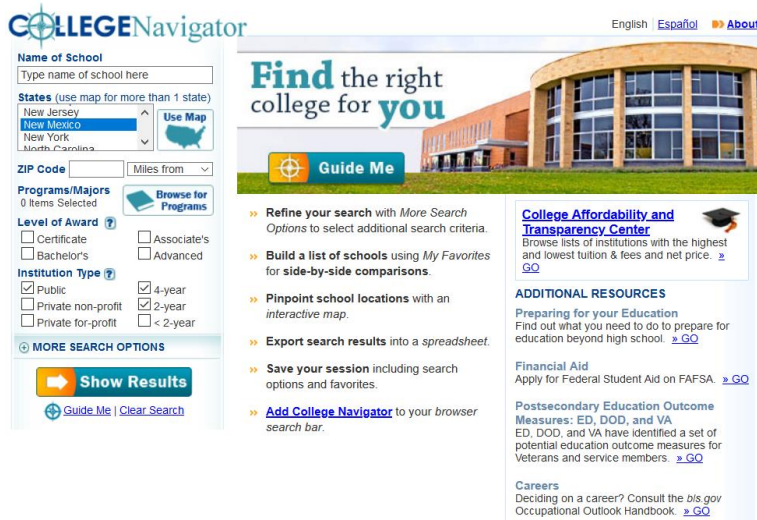 COLLEGENavigator
English | Español About
Name of School
Type name of school here
States (use map for more than 1 state)
New Jersey
New Mexico
New York
North Carolina
Use Map
ZIP Code Miles from
Programs/Majors
0 Items Selected
Browse for
Programs
Level of Award ?
Certificate Associate's
Bachelor's Advanced
Institution Type ?
Public 4-year
Private non-profit 2-year
Private for-profit < 2-year
MORE SEARCH OPTIONS
Show Results
Guide Me | Clear Search
Find the right
college for you
Guide Me
» Refine your search with More Search
Options to select additional search criteria.
» Build a list of schools using My Favorites
for side-by-side comparisons.
» Pinpoint school locations with an
interactive map.
» Export search results into a spreadsheet.
» Save your session including search
options and favorites.
» Add College Navigator to your browser
search bar.
College Affordability and
Transparency Center
Browse lists of institutions with the highest
and lowest tuition & fees and net price. »
GO
ADDITIONAL RESOURCES
Preparing for your Education
Find out what you need to do to prepare for
education beyond high school. » GO
Financial Aid
Apply for Federal Student Aid on FAFSA. » GO
Postsecondary Education Outcome
Measures: ED, DOD, and VA
ED, DOD, and VA have identified a set of
potential education outcome measures for
Veterans and service members. » GO
Careers
Deciding on a career? Consult the bls.gov
Occupational Outlook Handbook. » GO